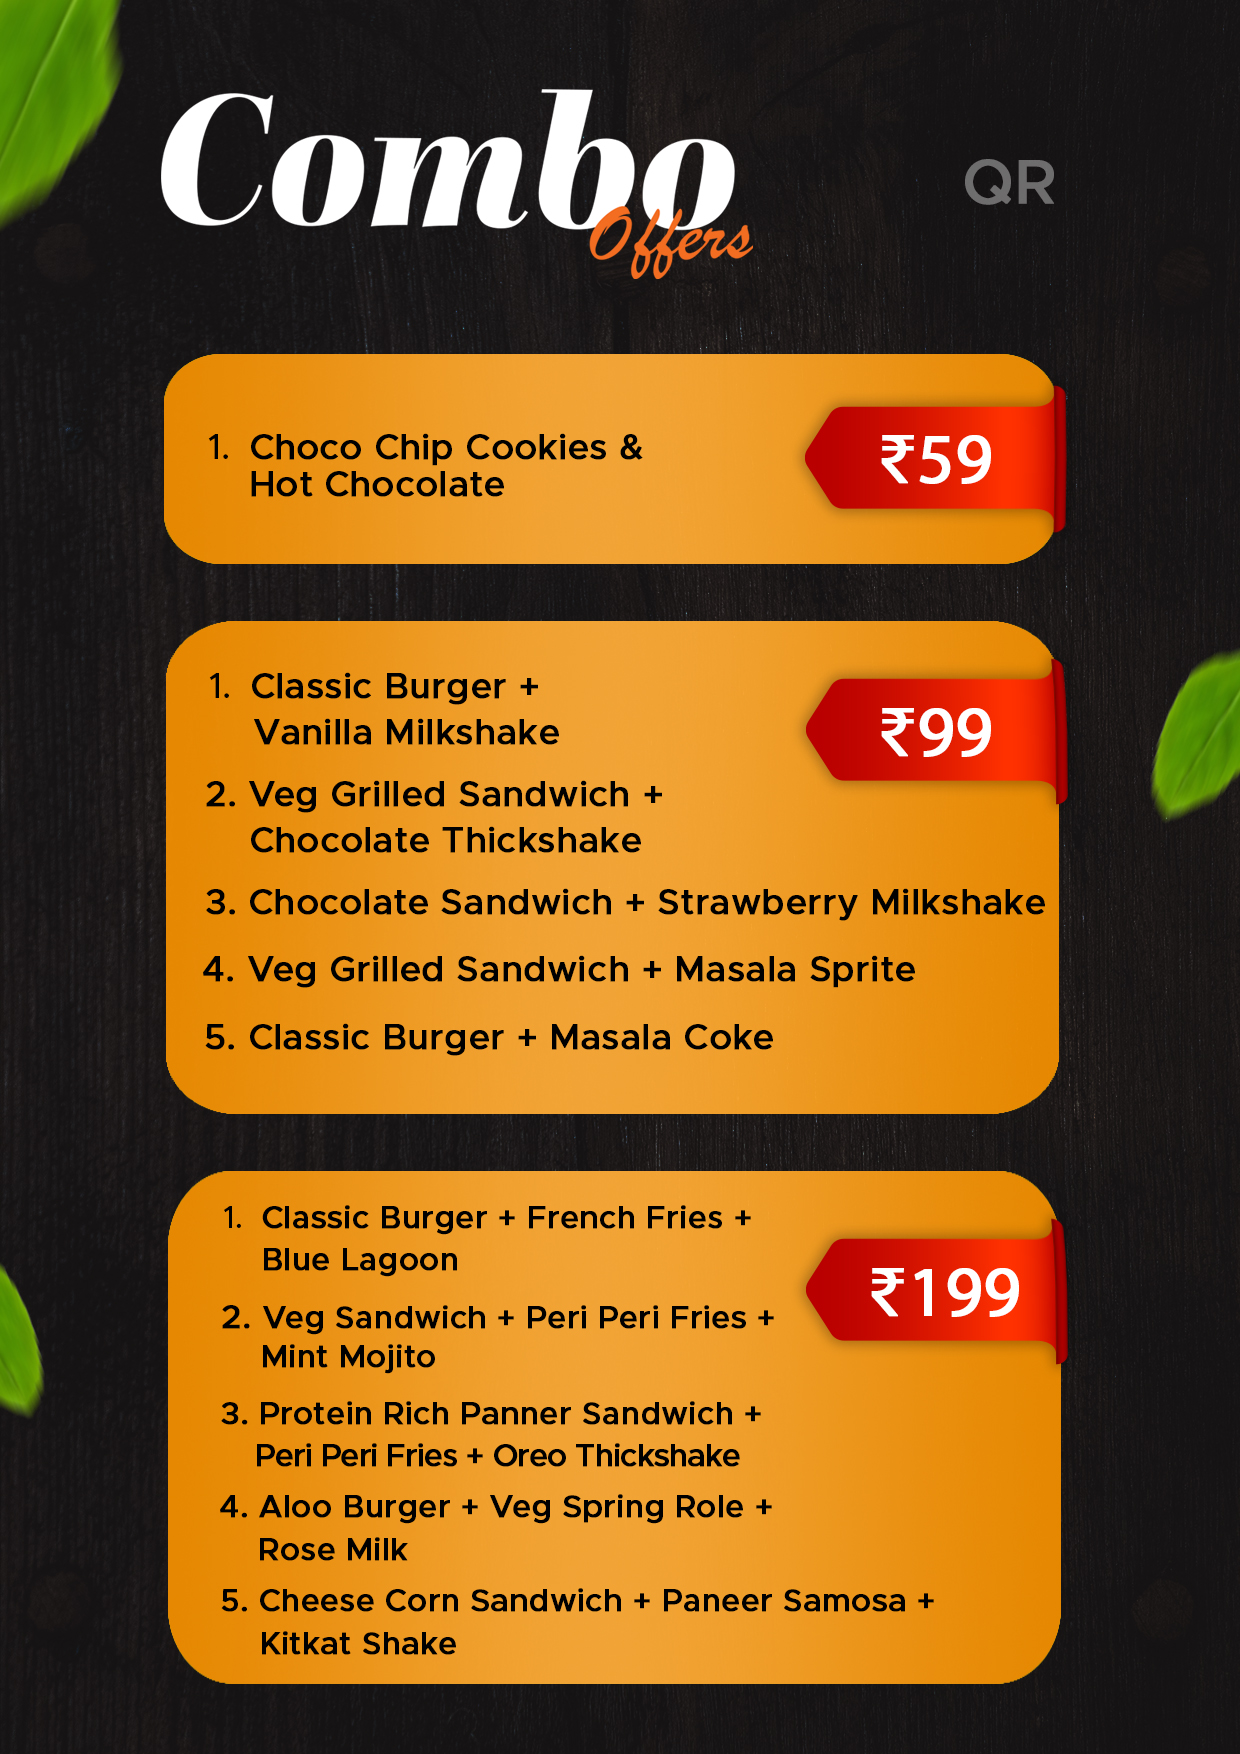 Combo
Offers
QR
1. Choco Chip Cookies &
Hot Chocolate
₹59
1. Classic Burger +
Vanilla Milkshake
₹99
2. Veg Grilled Sandwich +
Chocolate Thickshake
3. Chocolate Sandwich + Strawberry Milkshake
4. Veg Grilled Sandwich + Masala Sprite
5. Classic Burger + Masala Coke
1. Classic Burger + French Fries +
Blue Lagoon
₹199
2. Veg Sandwich + Peri Peri Fries +
Mint Mojito
3. Protein Rich Panner Sandwich +
Peri Peri Fries + Oreo Thickshake
4. Aloo Burger + Veg Spring Role +
Rose Milk
5. Cheese Corn Sandwich + Paneer Samosa +
Kitkat Shake